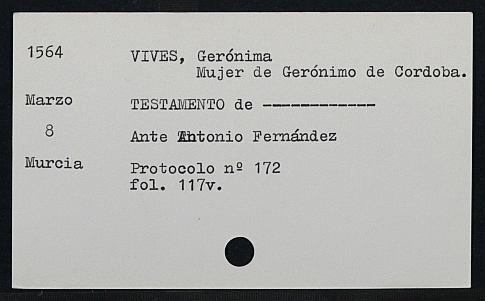 1564
VIVES, Gerónima
Mujer de Gerónimo de Cordoba.
Marzo
TESTAMENTO de ------------
8
Ante Antonio Fernández
Murcia
Protocolo nº 172
fol. 117v.